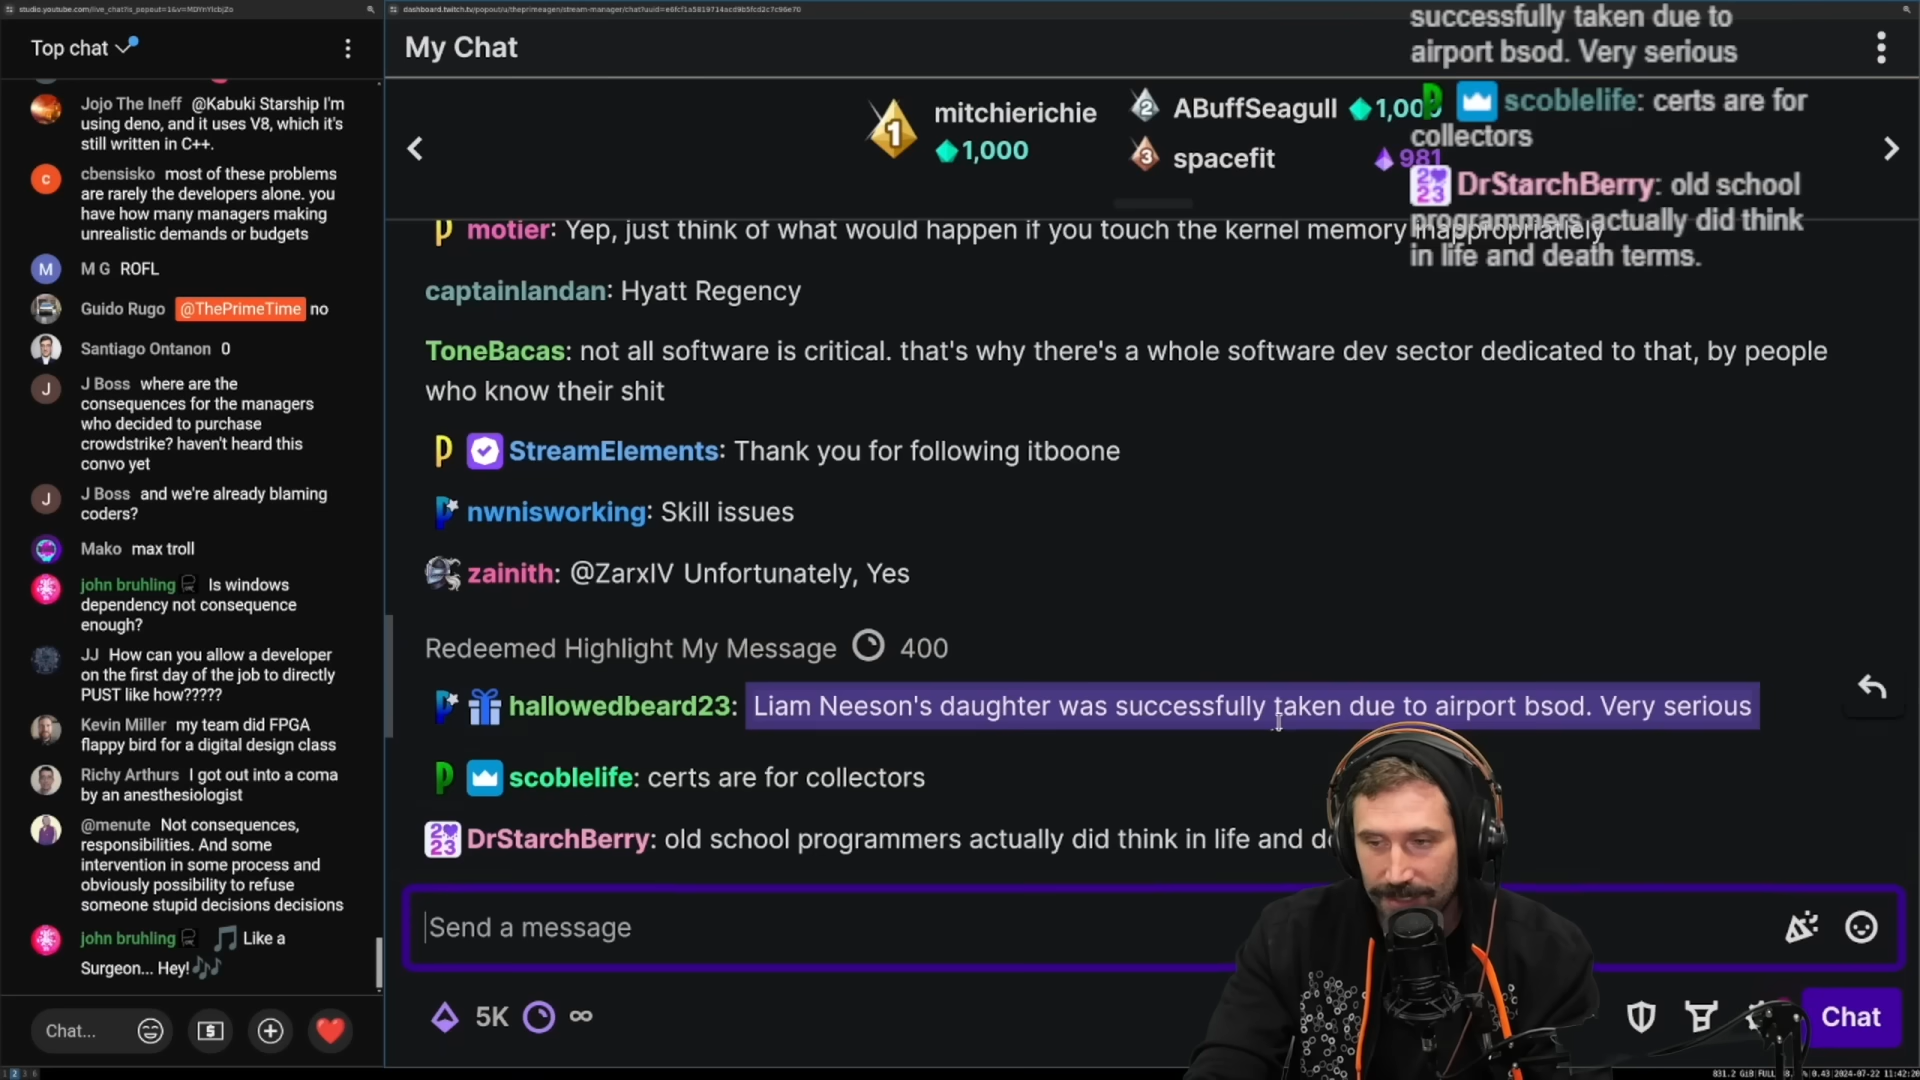 studio.youtube.com/live_chat?is_popout=1&v=MDYnYlcbjZo
Top chat
Jojo The Ineff @Kabuki Starship I'm
using deno, and it uses V8, which it's
still written in C++.
cbensisko most of these problems
are rarely the developers alone. you
have how many managers making
unrealistic demands or budgets
M G ROFL
Guido Rugo @ThePrimeTime no
Santiago Ontanon 0
J Boss where are the
consequences for the managers
who decided to purchase
crowdstrike? haven't heard this
convo yet
J Boss and we're already blaming
coders?
Mako max troll
john bruhling Is windows
dependency not consequence
enough?
JJ How can you allow a developer
on the first day of the job to directly
PUST like how?????
Kevin Miller my team did FPGA
flappy bird for a digital design class
Richy Arthurs I got out into a coma
by an anesthesiologist
@menute Not consequences,
responsibilities. And some
intervention in some process and
obviously possibility to refuse
someone stupid decisions decisions
john bruhling Like a
Surgeon... Hey!
Chat...
My Chat
1 mitchierichie
1,000
2 ABuffSeagull 1,00
3 spacefit 981
motier: Yep, just think of what would happen if you touch the kernel memory inappropriately
captainlandan: Hyatt Regency
ToneBacas: not all software is critical. that's why there's a whole software dev sector dedicated to that, by people
who know their shit
StreamElements: Thank you for following itboone
nwnisworking: Skill issues
zainith: @ZarxIV Unfortunately, Yes
Redeemed Highlight My Message 400
hallowedbeard23: Liam Neeson's daughter was successfully taken due to airport bsod. Very serious
scoblelife: certs are for collectors
DrStarchBerry: old school programmers actually did think in life and de
Send a message
5K ∞
Chat
successfully taken due to
airport bsod. Very serious
scoblelife: certs are for
collectors
DrStarchBerry: old school
programmers actually did think
in life and death terms.
2024-07-22 11:42:20